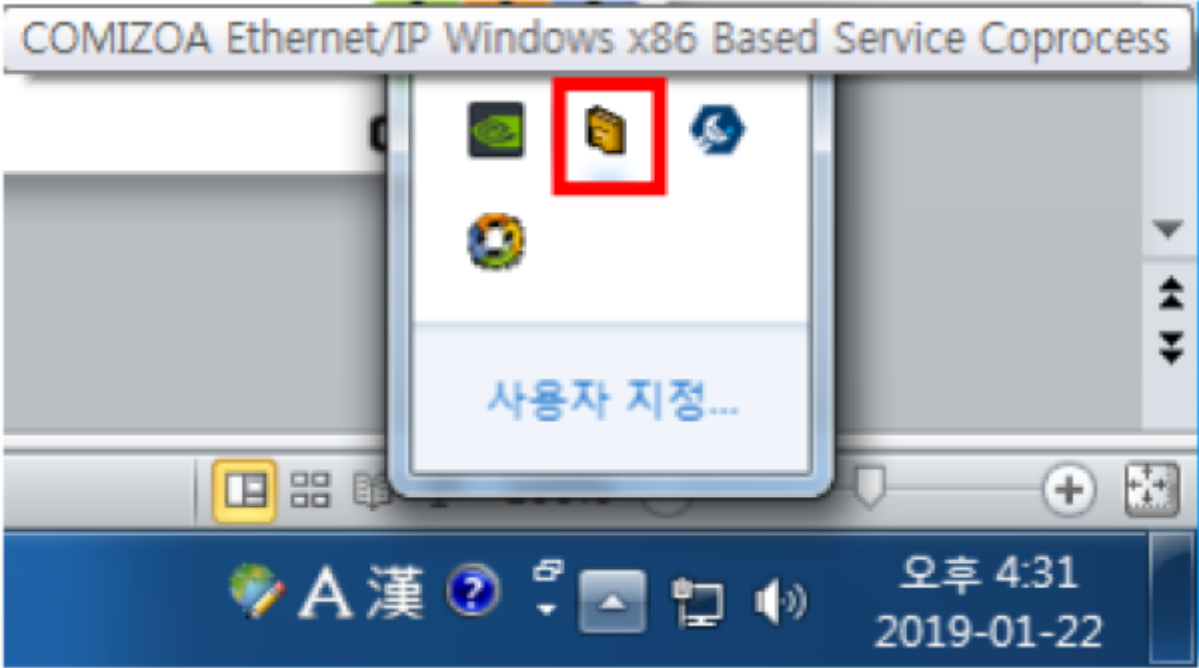 COMIZOA Ethernet/IP Windows x86 Based Service Coprocess
사용자 지정...
A 漢 ?
오후 4:31
2019-01-22